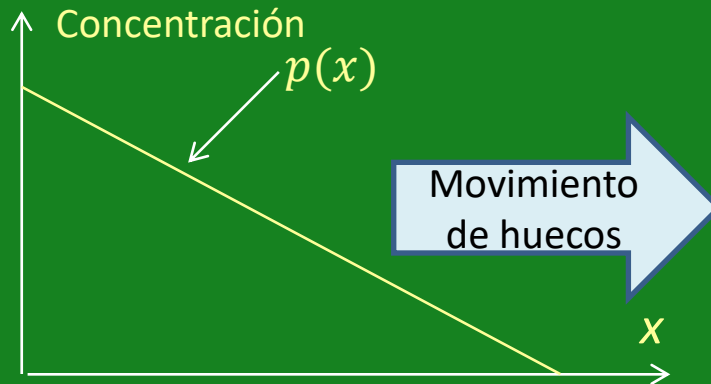 Concentración
p(x)
Movimiento
de huecos
x